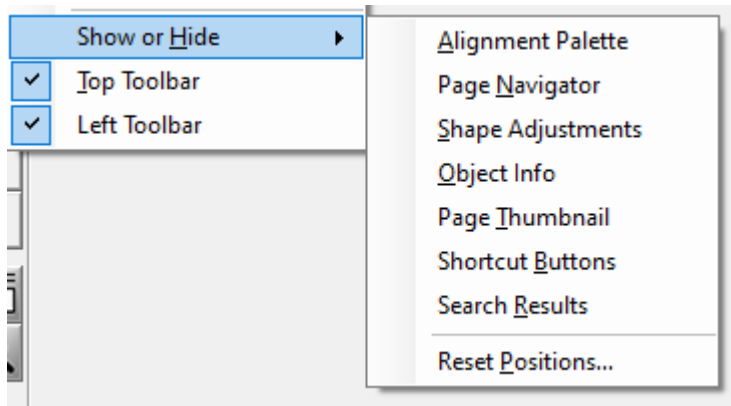 Show or Hide
Top Toolbar
Left Toolbar
Alignment Palette
Page Navigator
Shape Adjustments
Object Info
Page Thumbnail
Shortcut Buttons
Search Results
Reset Positions...